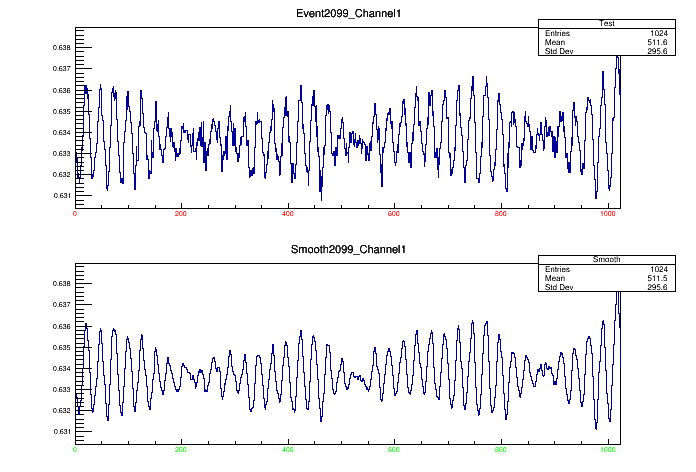 Event2099_Channel1
Test
Entries 1024
Mean 511.6
Std Dev 295.6
0.638
0.637
0.636
0.635
0.634
0.633
0.632
0.631
0 200 400 600 800 1000
Smooth2099_Channel1
Smooth
Entries 1024
Mean 511.5
Std Dev 295.6
0.638
0.637
0.636
0.635
0.634
0.633
0.632
0.631
0 200 400 600 800 1000